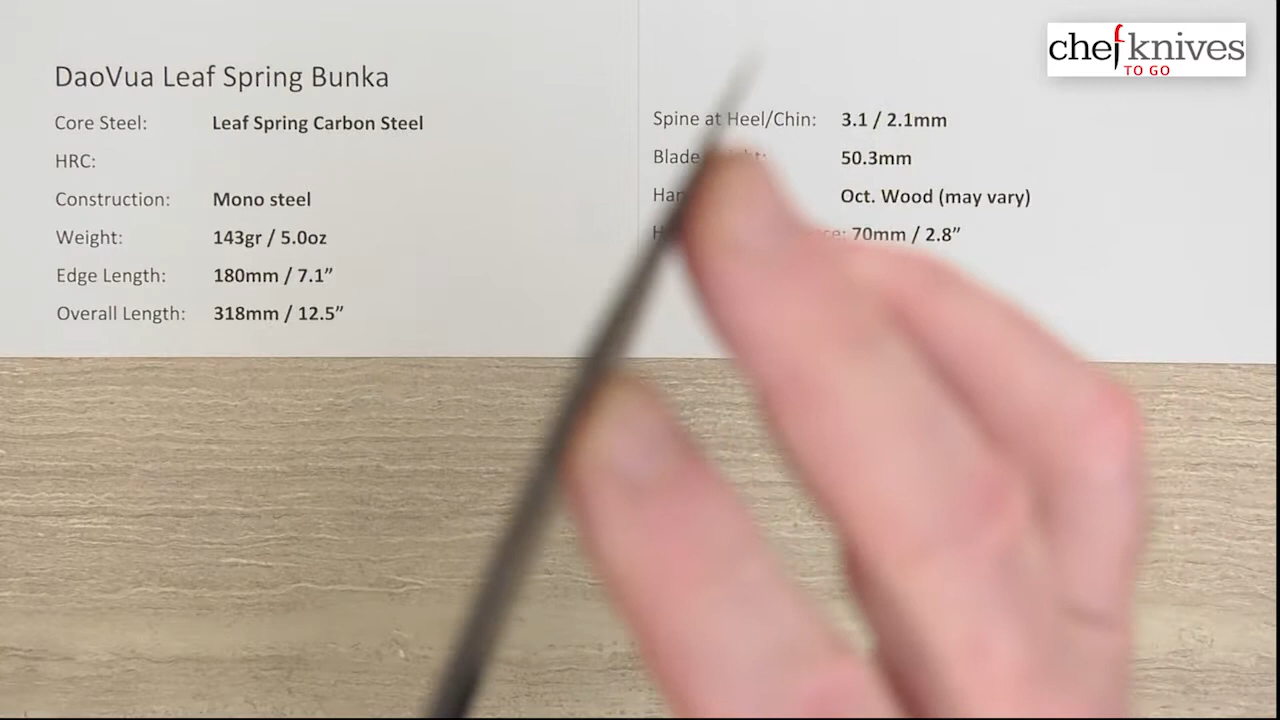 DaoVua Leaf Spring Bunka
Core Steel: Leaf Spring Carbon Steel
HRC:
Construction: Mono steel
Weight: 143gr / 5.0oz
Edge Length: 180mm / 7.1”
Overall Length: 318mm / 12.5”
Spine at Heel/Chin: 3.1 / 2.1mm
Blade 50.3mm
Oct. Wood (may vary)
70mm / 2.8”
chefknives
TO GO